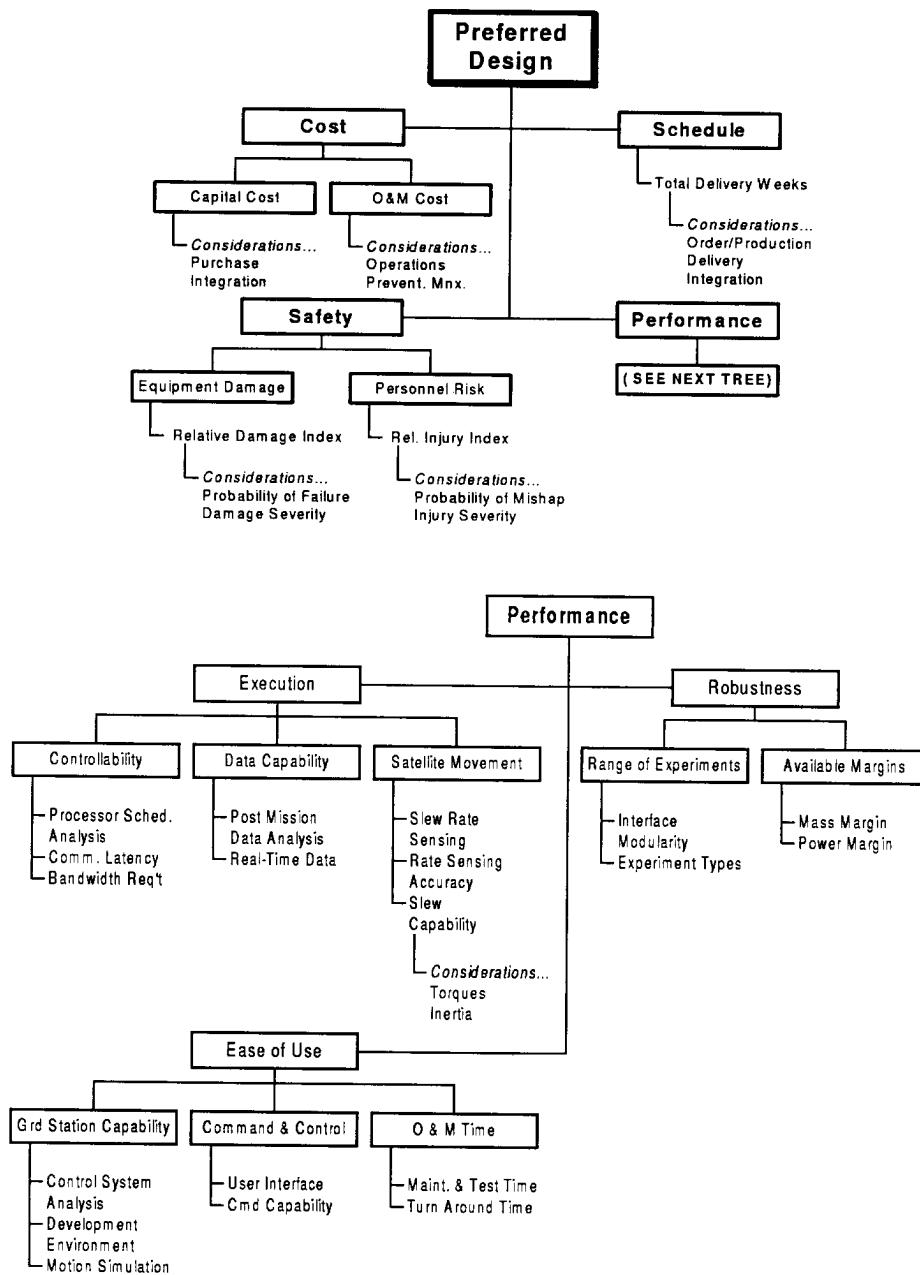 Preferred
Design
Cost
Schedule
Capital Cost
O&M Cost
Total Delivery Weeks
Considerations...
Purchase
Integration
Considerations...
Operations
Prevent. Mnx.
Considerations...
Order/Production
Delivery
Integration
Safety
Performance
Equipment Damage
Personnel Risk
( SEE NEXT TREE)
Relative Damage Index
Rel. Injury Index
Considerations...
Probability of Failure
Damage Severity
Considerations...
Probability of Mishap
Injury Severity
Performance
Execution
Robustness
Controllability
Data Capability
Satellite Movement
Range of Experiments
Available Margins
Processor Sched.
Analysis
Comm. Latency
Bandwidth Req't
Post Mission
Data Analysis
Real-Time Data
Slew Rate
Sensing
Rate Sensing
Accuracy
Slew
Capability
Considerations...
Torques
Inertia
Interface
Modularity
Experiment Types
Mass Margin
Power Margin
Ease of Use
Grd Station Capability
Command & Control
O & M Time
Control System
Analysis
Development
Environment
Motion Simulation
User Interface
Cmd Capability
Maint. & Test Time
Turn Around Time